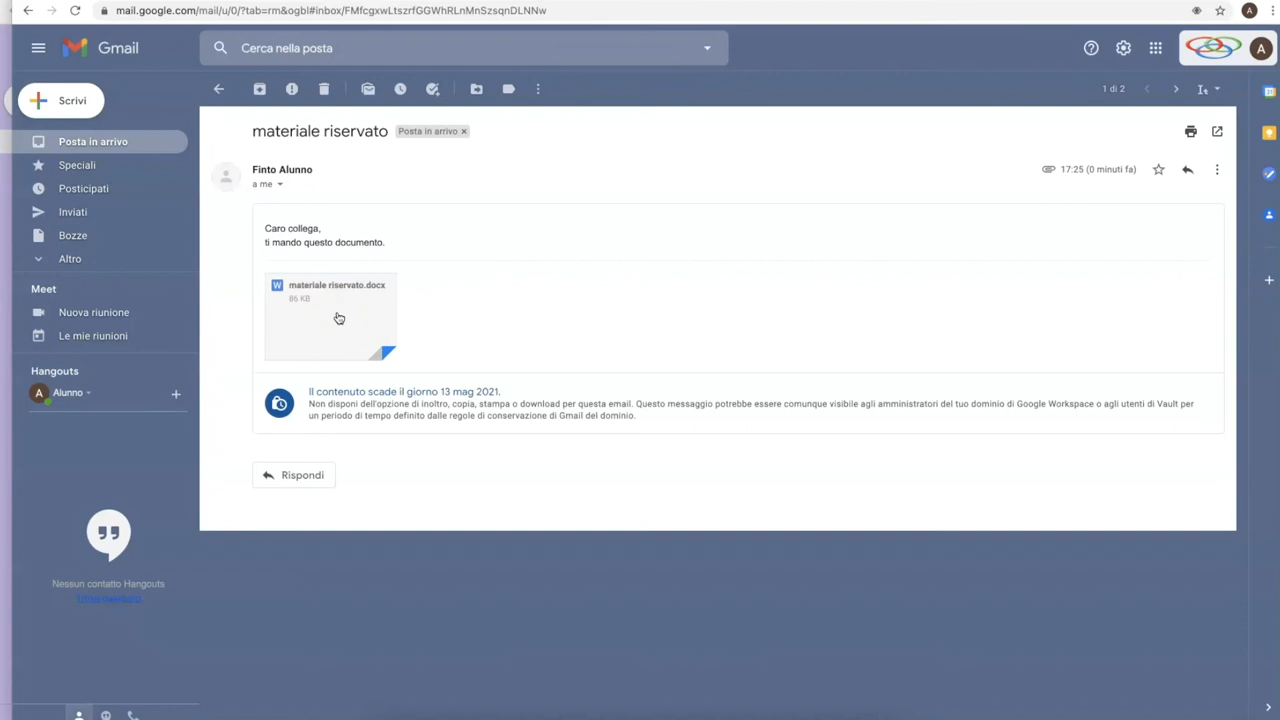 mail.google.com/mail/u/0/?tab=rm&ogbl#inbox/FMfcgxwLtszrfGGWhRLnMnSzsqnDLNNw
A
Gmail
Cerca nella posta
A
Scrivi
1 di 2
Posta in arrivo
Speciali
Posticipati
Inviati
Bozze
Altro
Meet
Nuova riunione
Le mie riunioni
Hangouts
A
Alunno
Nessun contatto Hangouts
materiale riservato
Posta in arrivo x
Finto Alunno
17:25 (0 minuti fa)
a me
Caro collega,
ti mando questo documento.
W
materiale riservato.docx
86 KB
Il contenuto scade il giorno 13 mag 2021.
Non disponi dell'opzione di inoltro, copia, stampa o download per questa email. Questo messaggio potrebbe essere comunque visibile agli amministratori del tuo dominio di Google Workspace o agli utenti di Vault per
un periodo di tempo definito dalle regole di conservazione di Gmail del dominio.
Rispondi